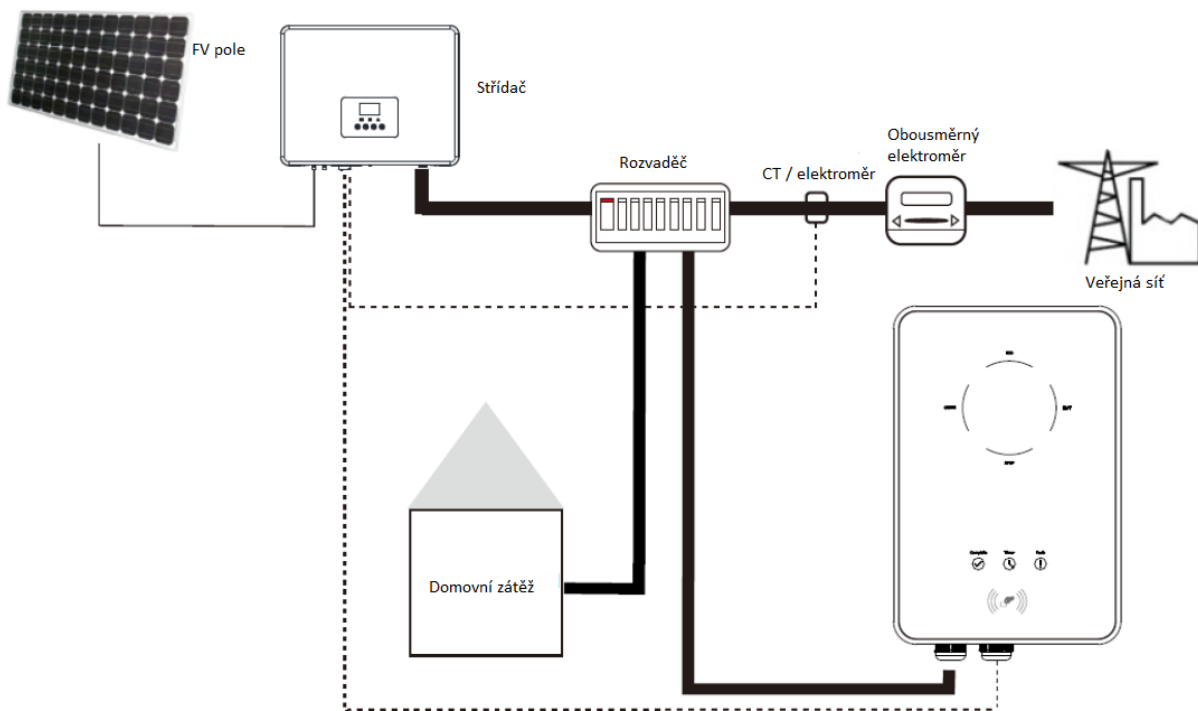 FV pole
Střídač
Rozvaděč
CT / elektroměr
Obousměrný
elektroměr
Veřejná síť
Domovní zátěž